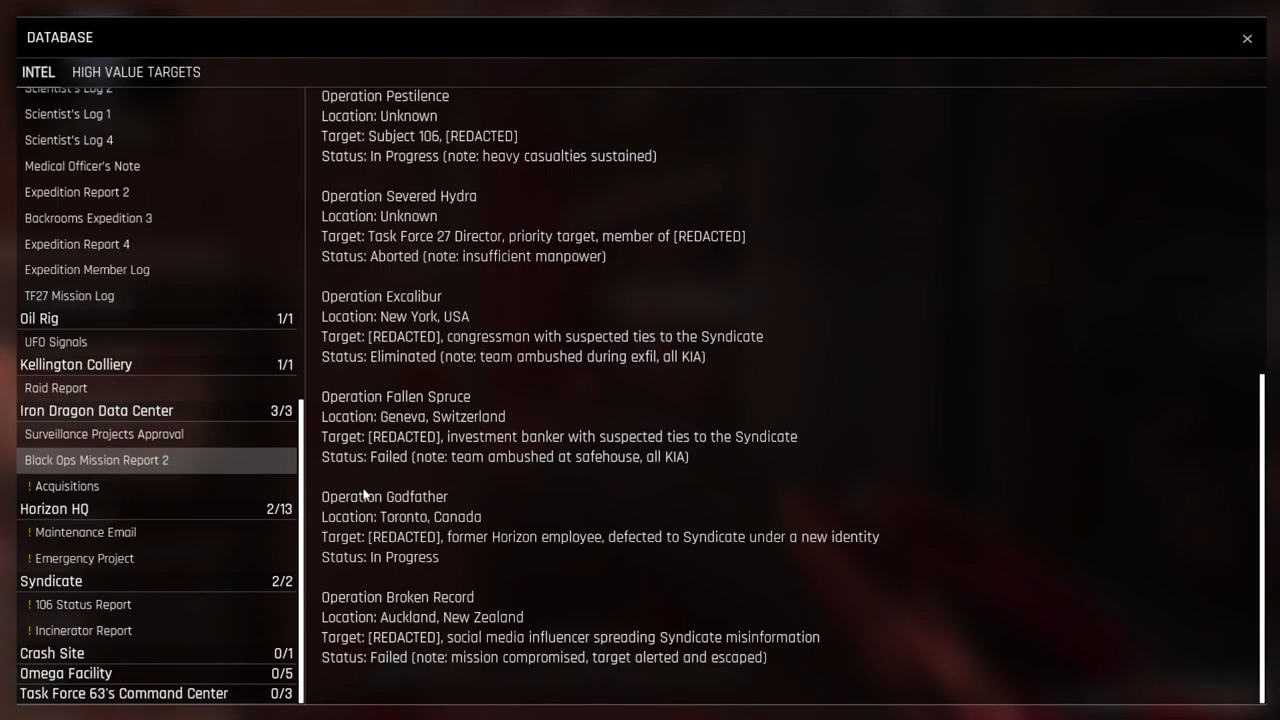 DATABASE
×
INTEL HIGH VALUE TARGETS
Scientist's Log 2
Scientist's Log 1
Scientist's Log 4
Medical Officer's Note
Expedition Report 2
Backrooms Expedition 3
Expedition Report 4
Expedition Member Log
TF27 Mission Log
Oil Rig 1/1
UFO Signals
Kellington Colliery 1/1
Raid Report
Iron Dragon Data Center 3/3
Surveillance Projects Approval
Black Ops Mission Report 2
! Acquisitions
Horizon HQ 2/13
! Maintenance Email
! Emergency Project
Syndicate 2/2
! 106 Status Report
! Incinerator Report
Crash Site 0/1
Omega Facility 0/5
Task Force 63's Command Center 0/3
Operation Pestilence
Location: Unknown
Target: Subject 106, [REDACTED]
Status: In Progress (note: heavy casualties sustained)
Operation Severed Hydra
Location: Unknown
Target: Task Force 27 Director, priority target, member of [REDACTED]
Status: Aborted (note: insufficient manpower)
Operation Excalibur
Location: New York, USA
Target: [REDACTED], congressman with suspected ties to the Syndicate
Status: Eliminated (note: team ambushed during exfil, all KIA)
Operation Fallen Spruce
Location: Geneva, Switzerland
Target: [REDACTED], investment banker with suspected ties to the Syndicate
Status: Failed (note: team ambushed at safehouse, all KIA)
Operation Godfather
Location: Toronto, Canada
Target: [REDACTED], former Horizon employee, defected to Syndicate under a new identity
Status: In Progress
Operation Broken Record
Location: Auckland, New Zealand
Target: [REDACTED], social media influencer spreading Syndicate misinformation
Status: Failed (note: mission compromised, target alerted and escaped)